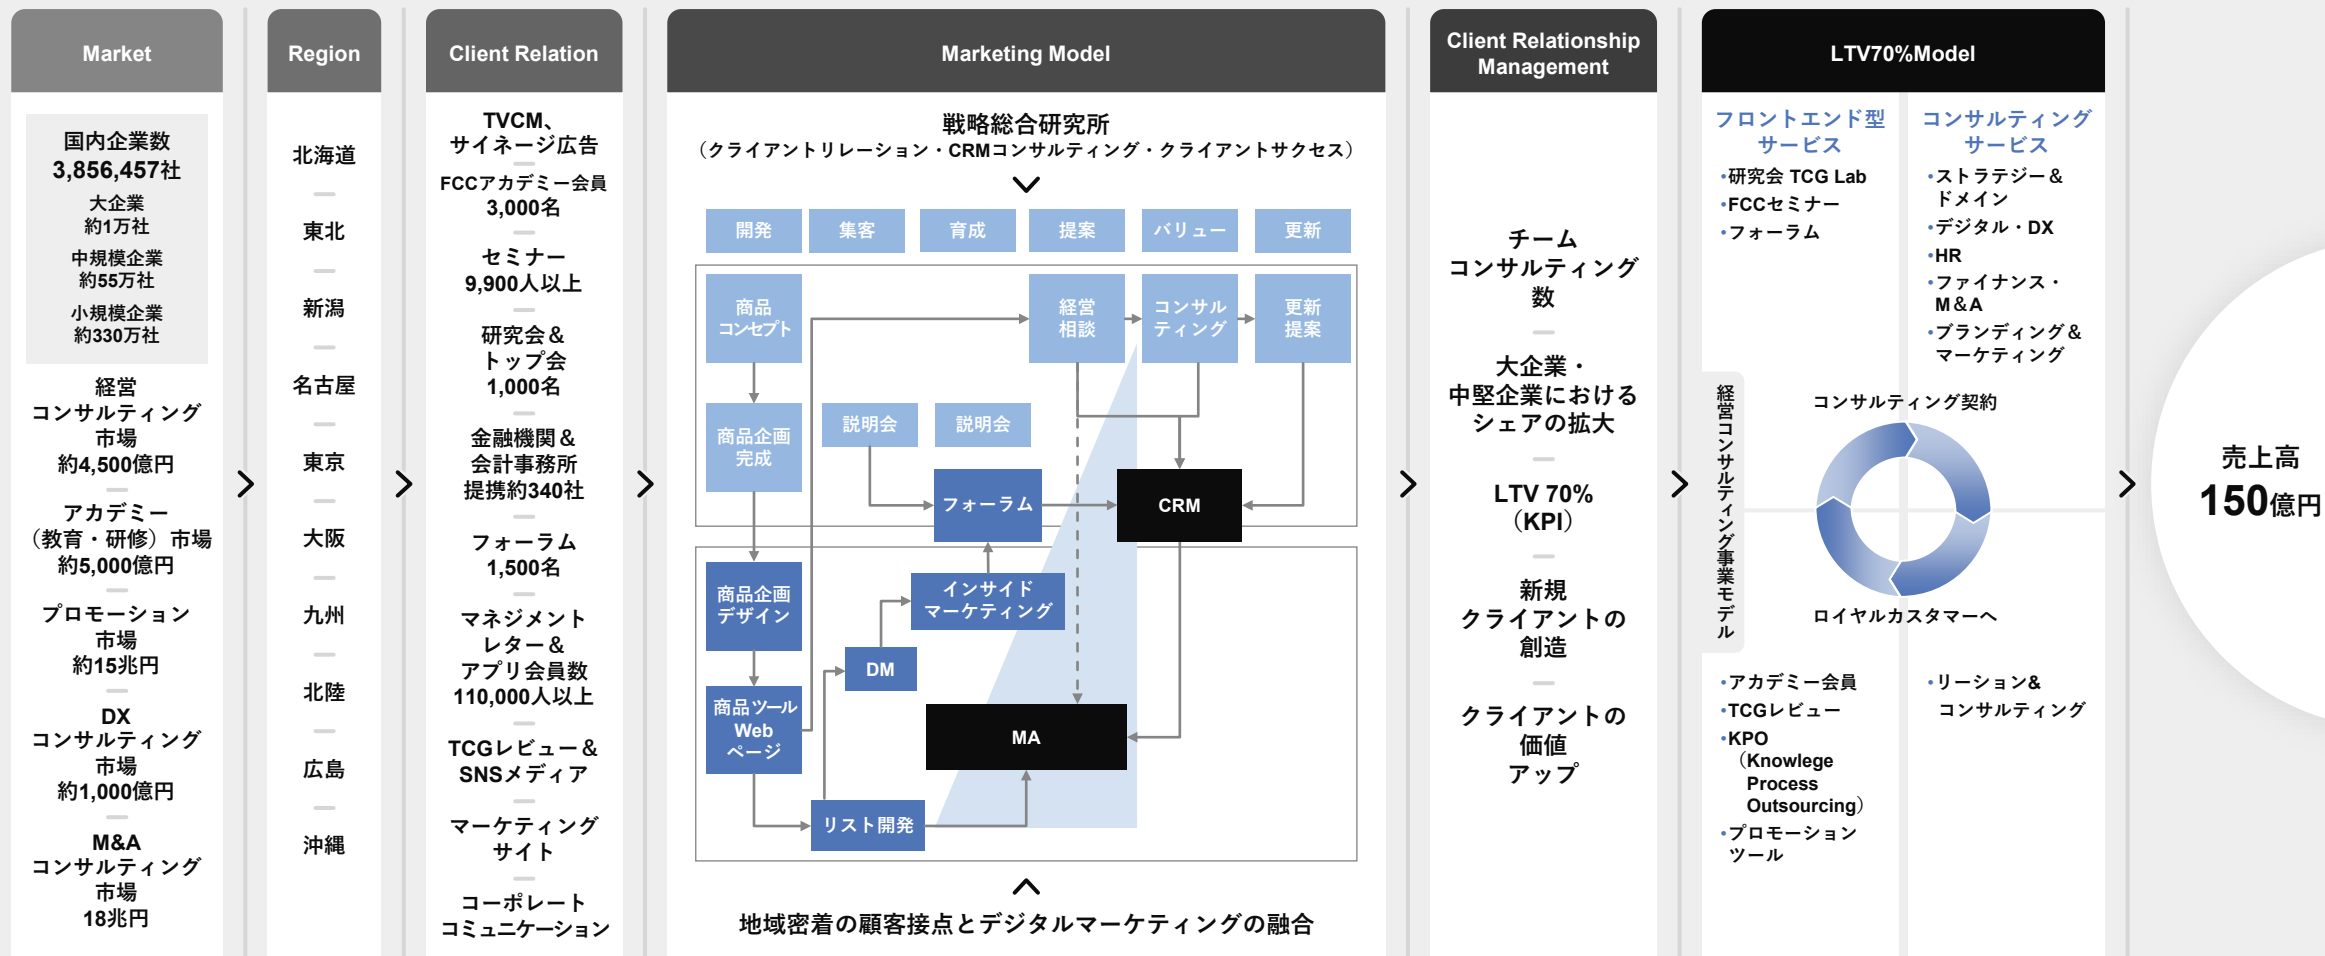 Market
国内企業数
3,856,457社
大企業
約1万社
中規模企業
約55万社
小規模企業
約330万社
経営
コンサルティング
市場
約4,500億円
アカデミー
（教育・研修）市場
約5,000億円
プロモーション
市場
約15兆円
DX
コンサルティング
市場
約1,000億円
M&A
コンサルティング
市場
18兆円
Region
北海道
東北
新潟
名古屋
東京
大阪
九州
北陸
広島
沖縄
Client Relation
TVCM、
サイネージ広告
FCCアカデミー会員
3,000名
セミナー
9,900人以上
研究会＆
トップ会
1,000名
金融機関＆
会計事務所
提携約340社
フォーラム
1,500名
マネジメント
レター＆
アプリ会員数
110,000人以上
TCGレビュー＆
SNSメディア
マーケティング
サイト
コーポレート
コミュニケーション
Marketing Model
戦略総合研究所
（クライアントリレーション・CRMコンサルティング・クライアントサクセス）
開発
集客
育成
提案
バリュー
更新
商品
コンセプト
経営
相談
コンサル
ティング
更新
提案
商品企画
完成
説明会
説明会
フォーラム
CRM
商品企画
デザイン
インサイド
マーケティング
DM
商品ツール
Web
ページ
MA
リスト開発
地域密着の顧客接点とデジタルマーケティングの融合
Client Relationship
Management
チーム
コンサルティング
数
大企業・
中堅企業における
シェアの拡大
LTV 70%
（KPI）
新規
クライアントの
創造
クライアントの
価値
アップ
LTV70%Model
フロントエンド型
サービス
•研究会 TCG Lab
•FCCセミナー
•フォーラム
コンサルティング
サービス
•ストラテジー＆
ドメイン
•デジタル・DX
•HR
•ファイナンス・
M＆A
•ブランディング＆
マーケティング
経営コンサルティング事業モデル
コンサルティング契約
ロイヤルカスタマーへ
•アカデミー会員
•TCGレビュー
•KPO
（Knowlege
Process
Outsourcing）
•プロモーション
ツール
•リーション&
コンサルティング
売上高
150億円